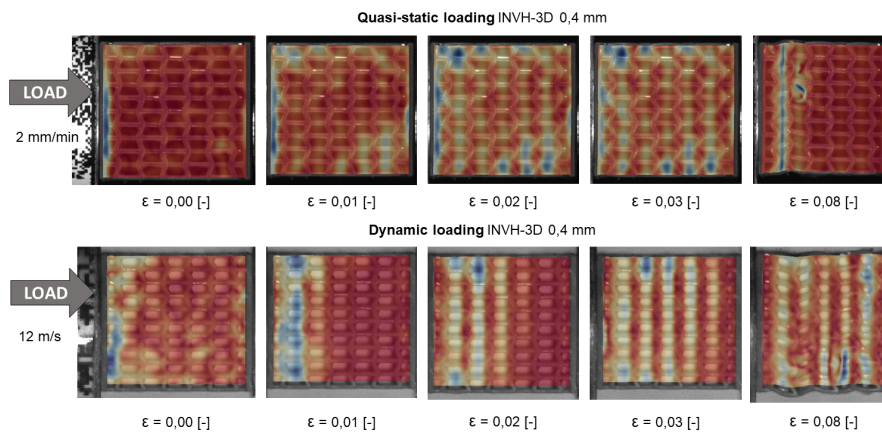 Quasi-static loading INVH-3D 0,4 mm
LOAD
2 mm/min
ε = 0,00 [-]
ε = 0,01 [-]
ε = 0,02 [-]
ε = 0,03 [-]
ε = 0,08 [-]
Dynamic loading INVH-3D 0,4 mm
LOAD
12 m/s
ε = 0,00 [-]
ε = 0,01 [-]
ε = 0,02 [-]
ε = 0,03 [-]
ε = 0,08 [-]